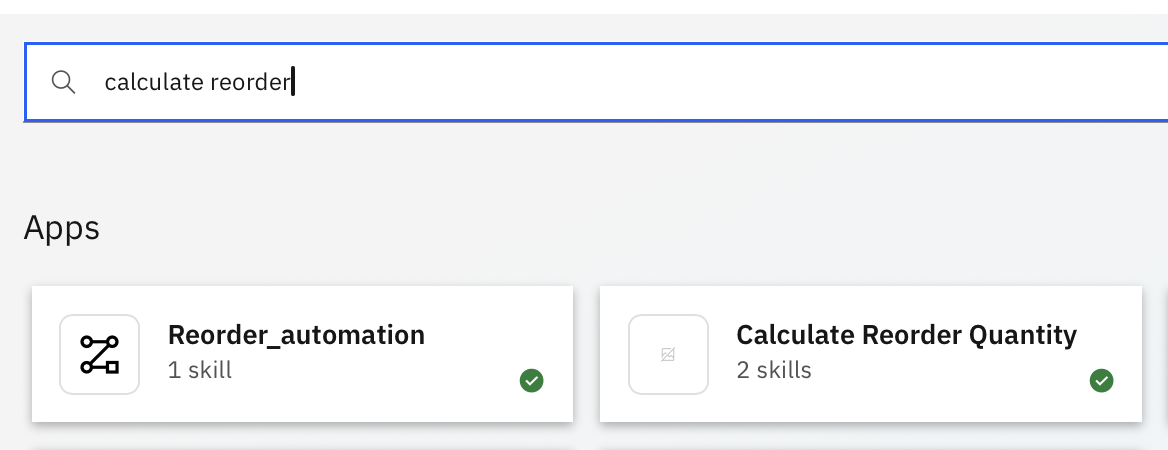 calculate reorder
Apps
Reorder_automation
1 skill
Calculate Reorder Quantity
2 skills